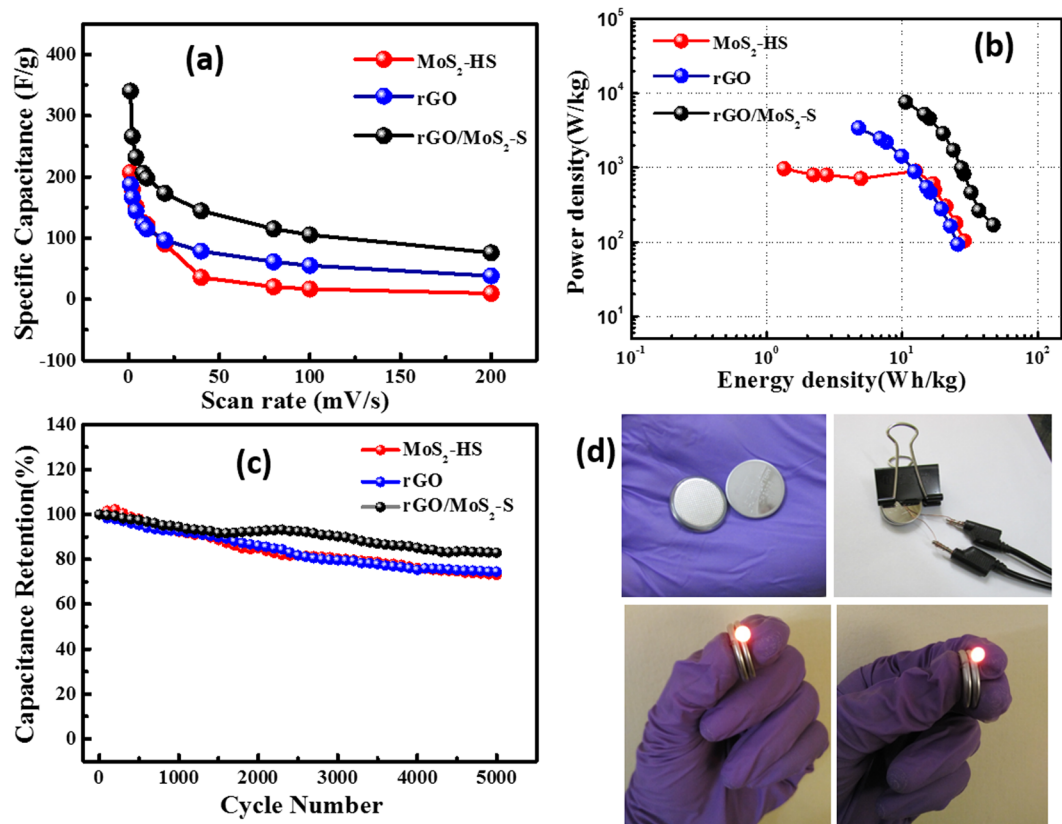 (a)
MoS2-HS
rGO
rGO/MoS2-S
Specific Capacitance (F/g)
400
300
200
100
0
-100
0
50
100
150
200
Scan rate (mV/s)
(b)
MoS2-HS
rGO
rGO/MoS2-S
Power density(W/kg)
10^5
10^4
10^3
10^2
10^1
10^-1
10^0
10^1
10^2
Energy density(Wh/kg)
(c)
MoS2-HS
rGO
rGO/MoS2-S
Capacitance Retention(%)
140
120
100
80
60
40
20
0
0
1000
2000
3000
4000
5000
Cycle Number
(d)